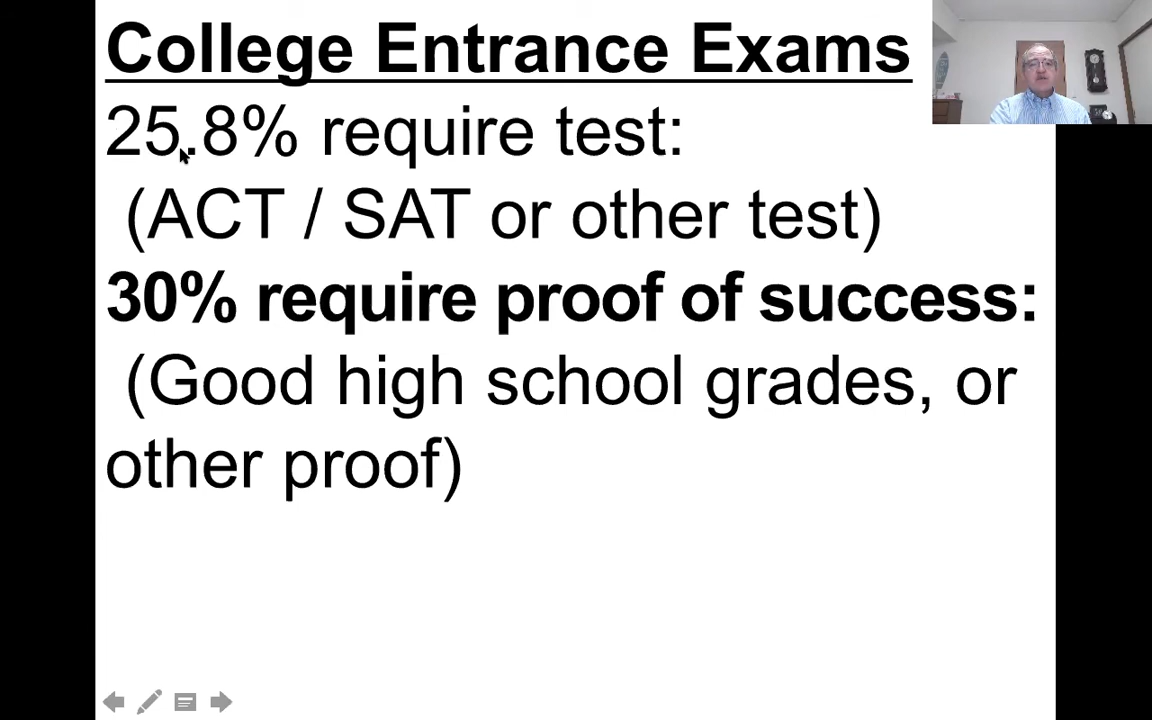 College Entrance Exams
25.8% require test:
(ACT / SAT or other test)
30% require proof of success:
(Good high school grades, or
other proof)